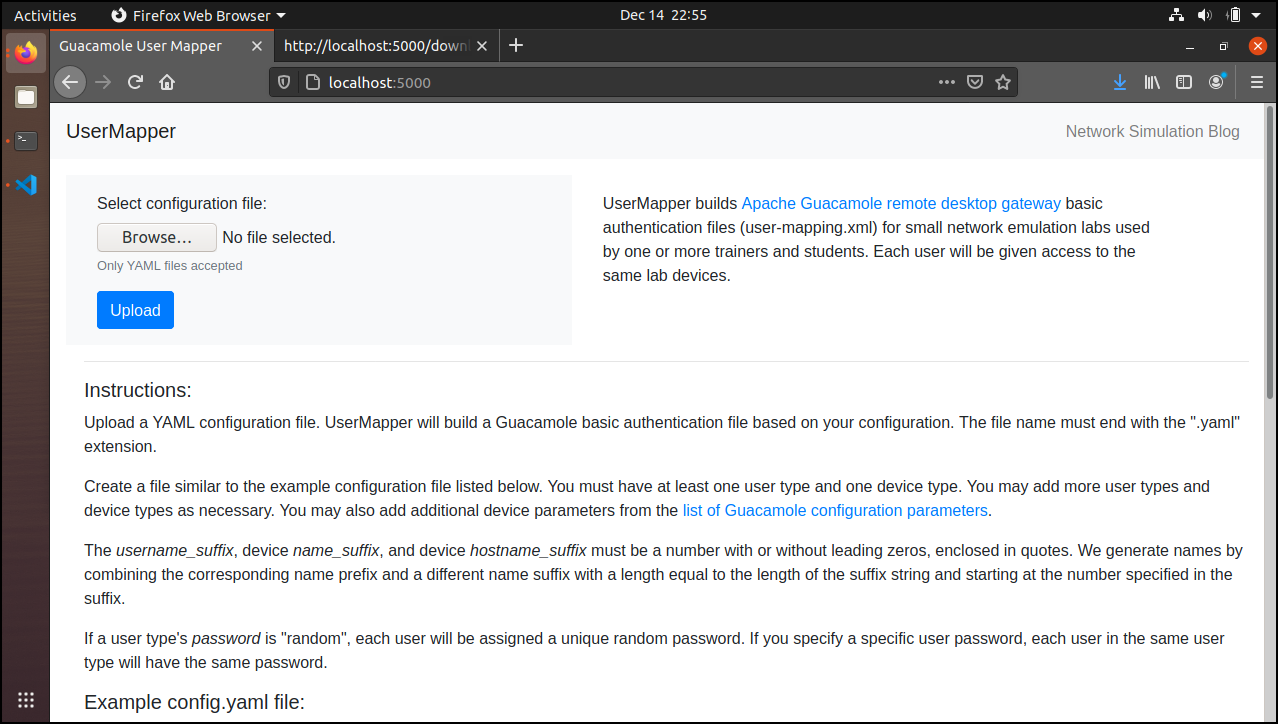 Activities
Firefox Web Browser
Dec 14 22:55
Guacamole User Mapper
http://localhost:5000/down
localhost:5000
UserMapper
Network Simulation Blog
Select configuration file:
Browse...
No file selected.
Only YAML files accepted
Upload
UserMapper builds Apache Guacamole remote desktop gateway basic
authentication files (user-mapping.xml) for small network emulation labs used
by one or more trainers and students. Each user will be given access to the
same lab devices.
Instructions:
Upload a YAML configuration file. UserMapper will build a Guacamole basic authentication file based on your configuration. The file name must end with the ".yaml"
extension.
Create a file similar to the example configuration file listed below. You must have at least one user type and one device type. You may add more user types and
device types as necessary. You may also add additional device parameters from the list of Guacamole configuration parameters.
The username_suffix, device name_suffix, and device hostname_suffix must be a number with or without leading zeros, enclosed in quotes. We generate names by
combining the corresponding name prefix and a different name suffix with a length equal to the length of the suffix string and starting at the number specified in the
suffix.
If a user type's password is "random", each user will be assigned a unique random password. If you specify a specific user password, each user in the same user
type will have the same password.
Example config.yaml file: